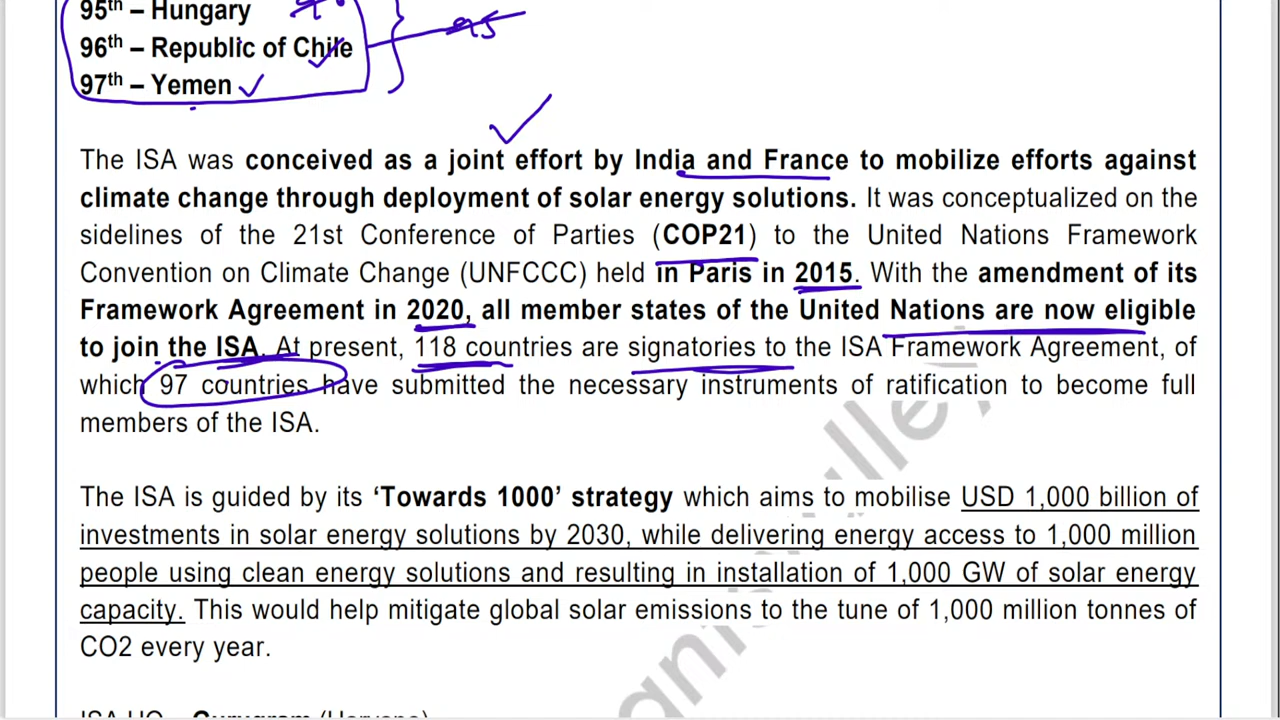 95th – Hungary
96th – Republic of Chile
97th – Yemen
95
The ISA was conceived as a joint effort by India and France to mobilize efforts against
climate change through deployment of solar energy solutions. It was conceptualized on the
sidelines of the 21st Conference of Parties (COP21) to the United Nations Framework
Convention on Climate Change (UNFCCC) held in Paris in 2015. With the amendment of its
Framework Agreement in 2020, all member states of the United Nations are now eligible
to join the ISA. At present, 118 countries are signatories to the ISA Framework Agreement, of
which 97 countries have submitted the necessary instruments of ratification to become full
members of the ISA.
The ISA is guided by its ‘Towards 1000’ strategy which aims to mobilise USD 1,000 billion of
investments in solar energy solutions by 2030, while delivering energy access to 1,000 million
people using clean energy solutions and resulting in installation of 1,000 GW of solar energy
capacity. This would help mitigate global solar emissions to the tune of 1,000 million tonnes of
CO2 every year.
ISA HQ – Gurugram (Haryana)